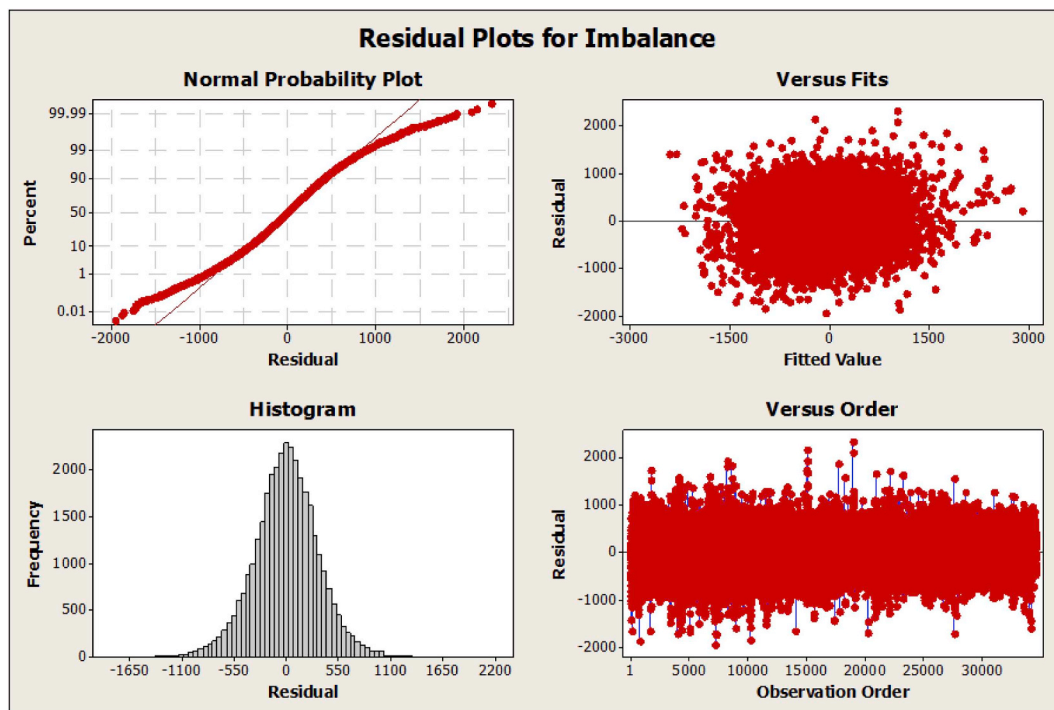 Residual Plots for Imbalance
Normal Probability Plot
99.99
99
90
50
10
1
0.01
Percent
-2000 -1000 0 1000 2000
Residual
Versus Fits
2000
1000
0
-1000
-2000
Residual
-3000 -1500 0 1500 3000
Fitted Value
Histogram
2000
1500
1000
500
0
Frequency
-1650 -1100 -550 0 550 1100 1650 2200
Residual
Versus Order
2000
1000
0
-1000
-2000
Residual
1 5000 10000 15000 20000 25000 30000
Observation Order